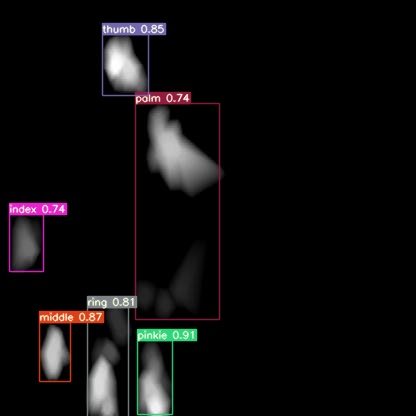 thumb 0.85
palm 0.74
index 0.74
ring 0.81
middle 0.87
pinkie 0.91